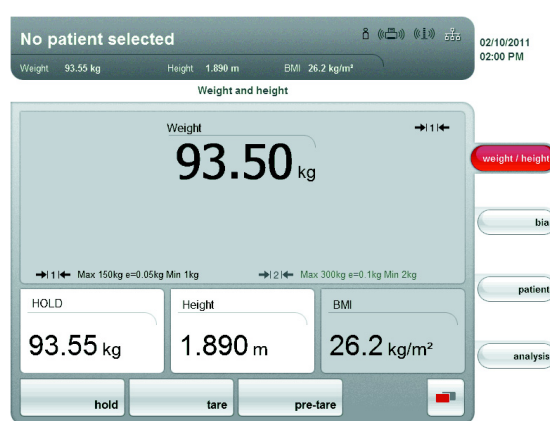 No patient selected
Weight 93.55 kg Height 1.890 m BMI 26.2 kg/m²
02/10/2011
02:00 PM
Weight and height
Weight
→|1|←
93.50 kg
→|1|← Max 150kg e=0.05kg Min 1kg →|2|← Max 300kg e=0.1kg Min 2kg
HOLD Height BMI
93.55 kg 1.890 m 26.2 kg/m²
hold tare pre-tare
weight / height
bia
patient
analysis